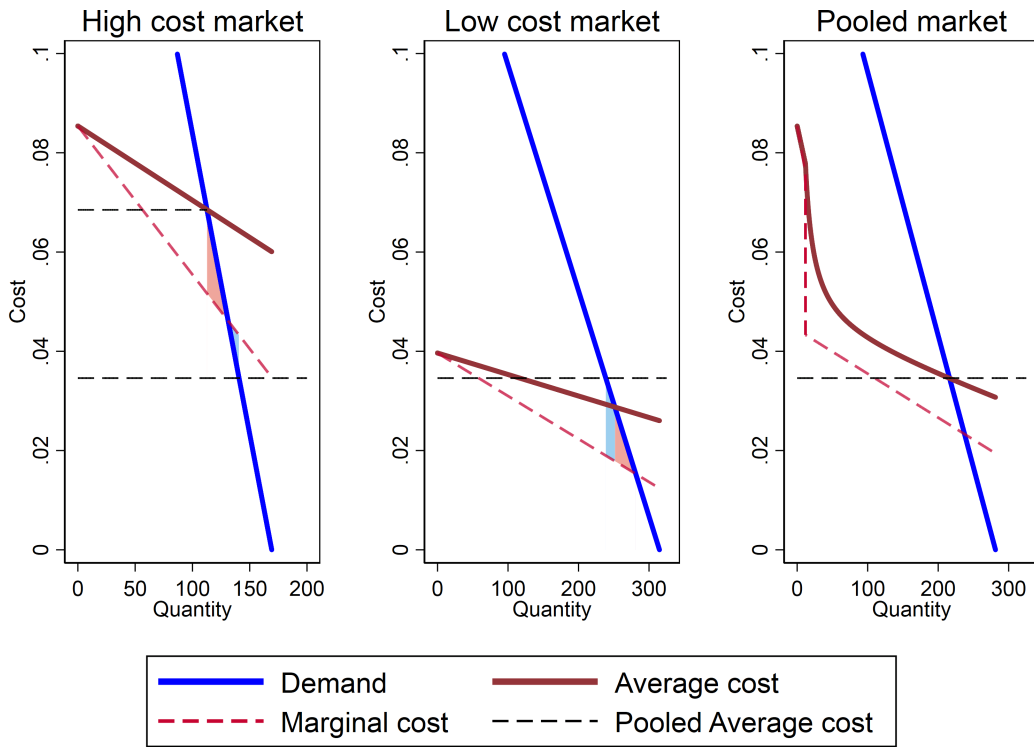 High cost market
Low cost market
Pooled market
Cost
0
.02
.04
.06
.08
.1
0
50
100
150
200
Quantity
Cost
0
.02
.04
.06
.08
.1
0
100
200
300
Quantity
Cost
0
.02
.04
.06
.08
.1
0
100
200
300
Quantity
Demand
Average cost
Marginal cost
Pooled Average cost